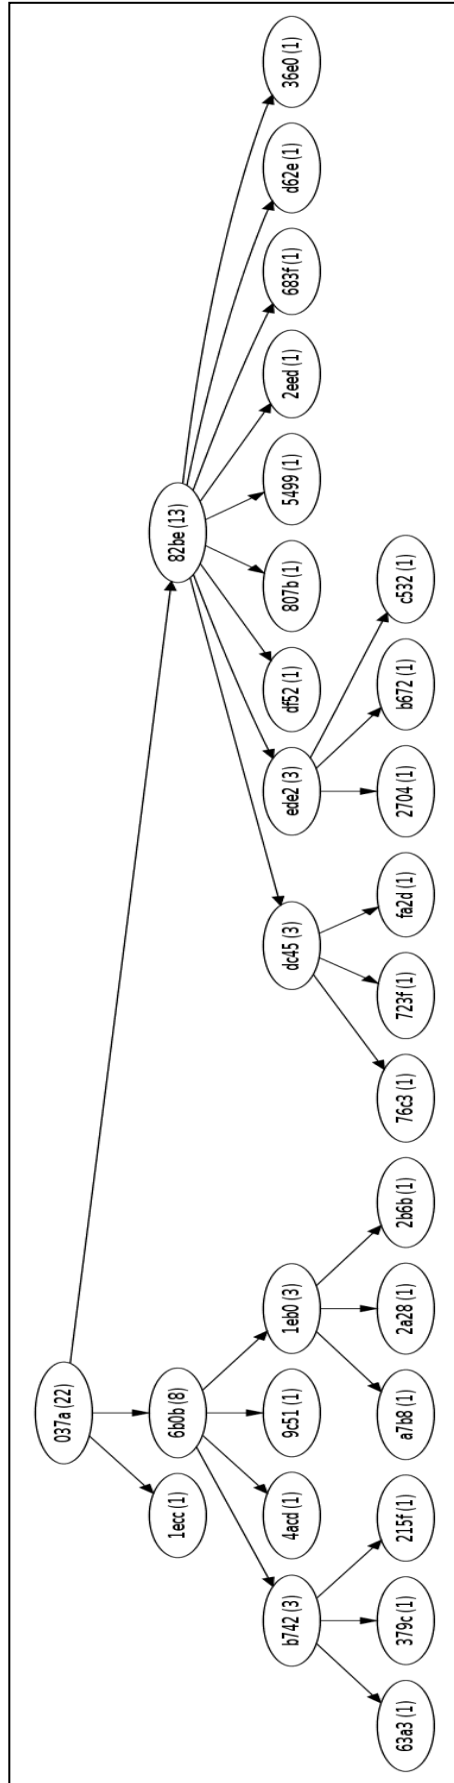 037a (22)
1ecc (1)
6b0b (8)
82be (13)
b742 (3)
4acd (1)
9c51 (1)
1eb0 (3)
dc45 (3)
ede2 (3)
df52 (1)
807b (1)
5499 (1)
2eed (1)
683f (1)
d62e (1)
36e0 (1)
63a3 (1)
379c (1)
215f (1)
a7b8 (1)
2a28 (1)
2b6b (1)
76c3 (1)
723f (1)
fa2d (1)
2704 (1)
b672 (1)
c532 (1)